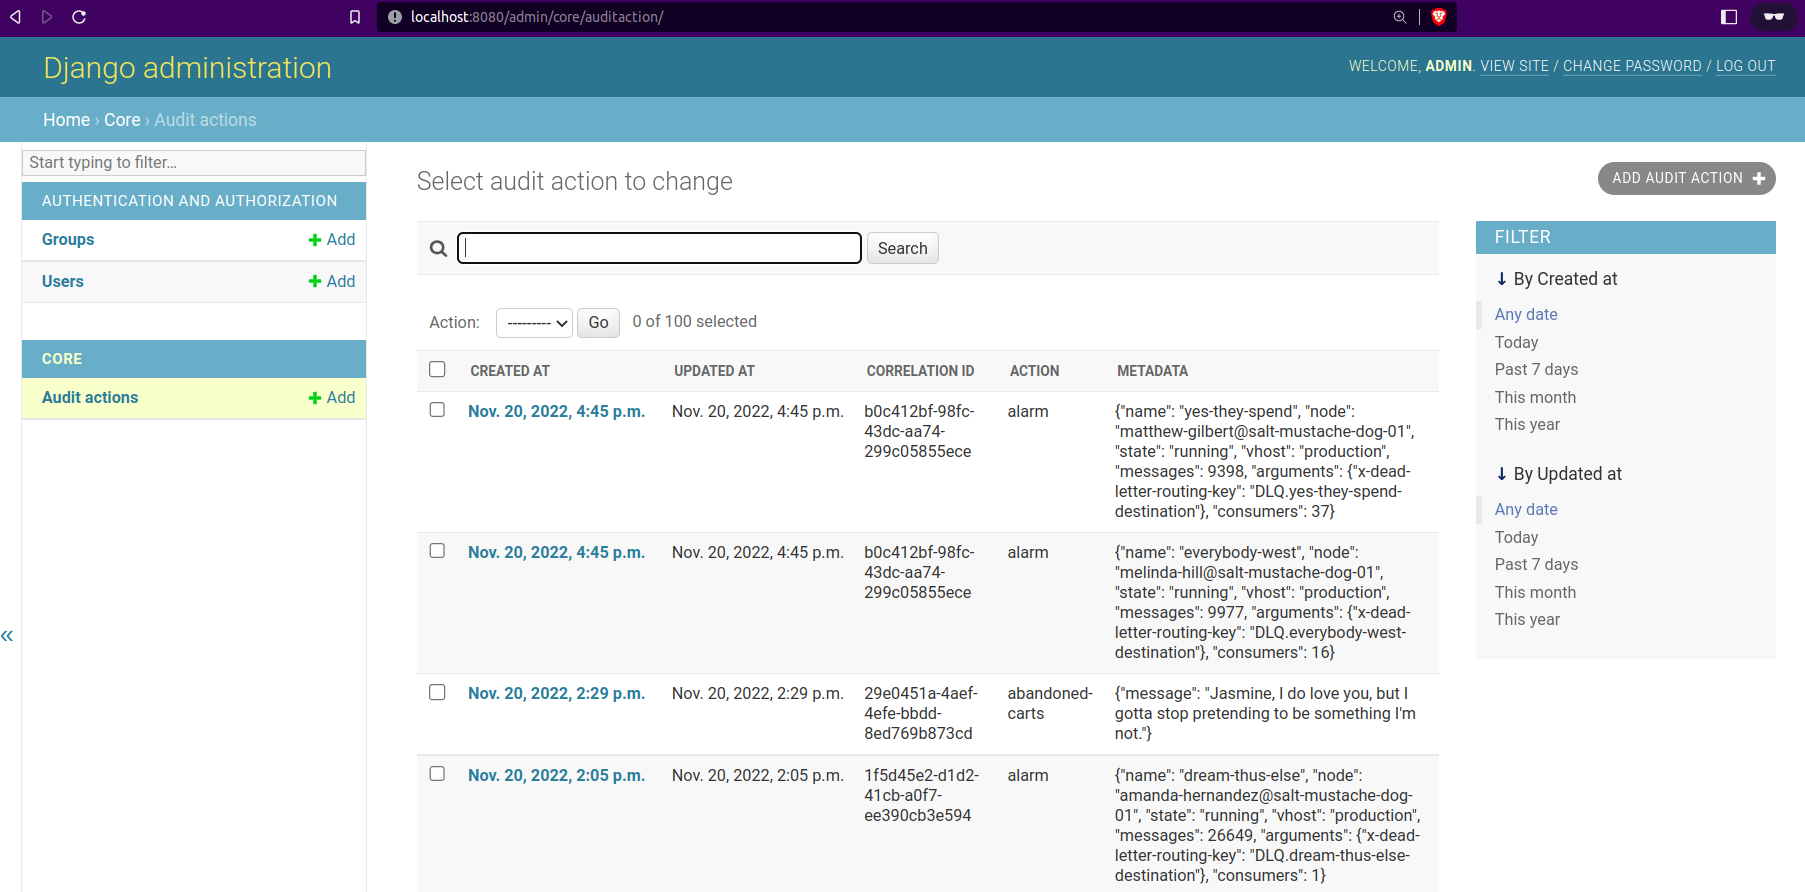 localhost:8080/admin/core/auditaction/
Django administration
WELCOME, ADMIN. VIEW SITE / CHANGE PASSWORD / LOG OUT
Home › Core › Audit actions
Start typing to filter…
AUTHENTICATION AND AUTHORIZATION
Groups
Add
Users
Add
CORE
Audit actions
Add
«
Select audit action to change
ADD AUDIT ACTION
Search
Action:
---------
Go
0 of 100 selected
CREATED AT
UPDATED AT
CORRELATION ID
ACTION
METADATA
Nov. 20, 2022, 4:45 p.m.
Nov. 20, 2022, 4:45 p.m.
b0c412bf-98fc-
43dc-aa74-
299c05855ece
alarm
{"name": "yes-they-spend", "node":
"matthew-gilbert@salt-mustache-dog-01",
"state": "running", "vhost": "production",
"messages": 9398, "arguments": {"x-dead-
letter-routing-key": "DLQ.yes-they-spend-
destination"}, "consumers": 37}
Nov. 20, 2022, 4:45 p.m.
Nov. 20, 2022, 4:45 p.m.
b0c412bf-98fc-
43dc-aa74-
299c05855ece
alarm
{"name": "everybody-west", "node":
"melinda-hill@salt-mustache-dog-01",
"state": "running", "vhost": "production",
"messages": 9977, "arguments": {"x-dead-
letter-routing-key": "DLQ.everybody-west-
destination"}, "consumers": 16}
Nov. 20, 2022, 2:29 p.m.
Nov. 20, 2022, 2:29 p.m.
29e0451a-4aef-
4efe-bbdd-
8ed769b873cd
abandoned-
carts
{"message": "Jasmine, I do love you, but I
gotta stop pretending to be something I'm
not."}
Nov. 20, 2022, 2:05 p.m.
Nov. 20, 2022, 2:05 p.m.
1f5d45e2-d1d2-
41cb-a0f7-
ee390cb3e594
alarm
{"name": "dream-thus-else", "node":
"amanda-hernandez@salt-mustache-dog-
01", "state": "running", "vhost": "production",
"messages": 26649, "arguments": {"x-dead-
letter-routing-key": "DLQ.dream-thus-else-
destination"}, "consumers": 1}
FILTER
↓ By Created at
Any date
Today
Past 7 days
This month
This year
↓ By Updated at
Any date
Today
Past 7 days
This month
This year